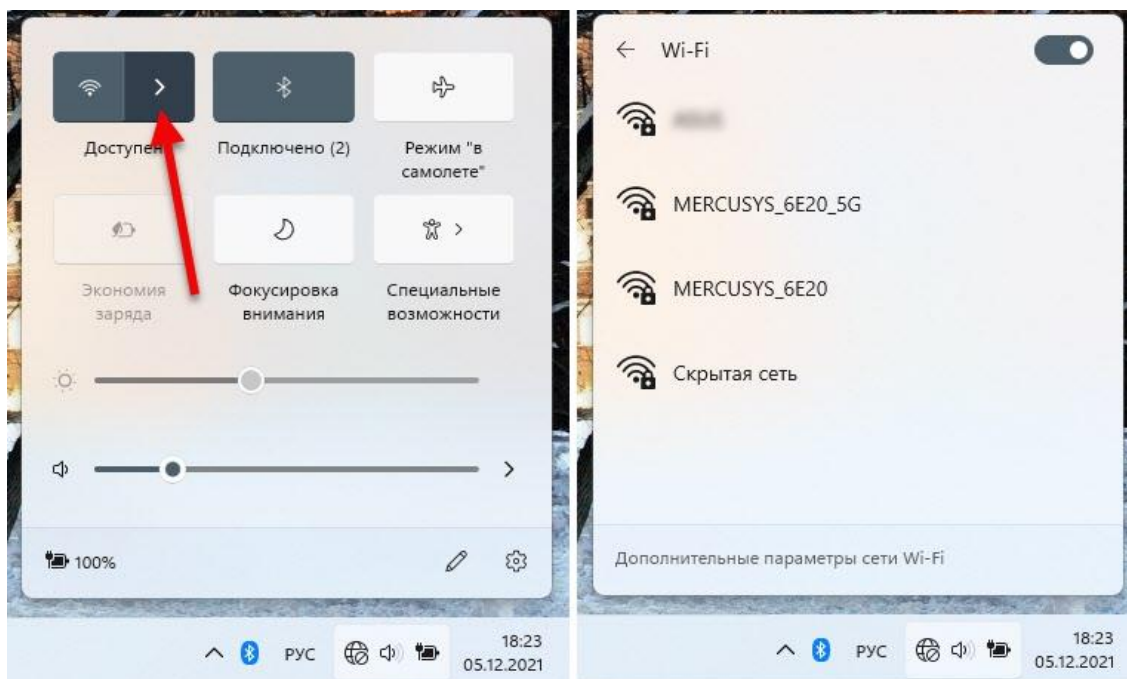 Доступен
Подключено (2)
Режим "в
самолете"
Экономия
заряда
Фокусировка
внимания
Специальные
возможности
100%
РУС
18:23
05.12.2021
Wi-Fi
MERCUSYS_6E20_5G
MERCUSYS_6E20
Скрытая сеть
Дополнительные параметры сети Wi-Fi
РУС
18:23
05.12.2021